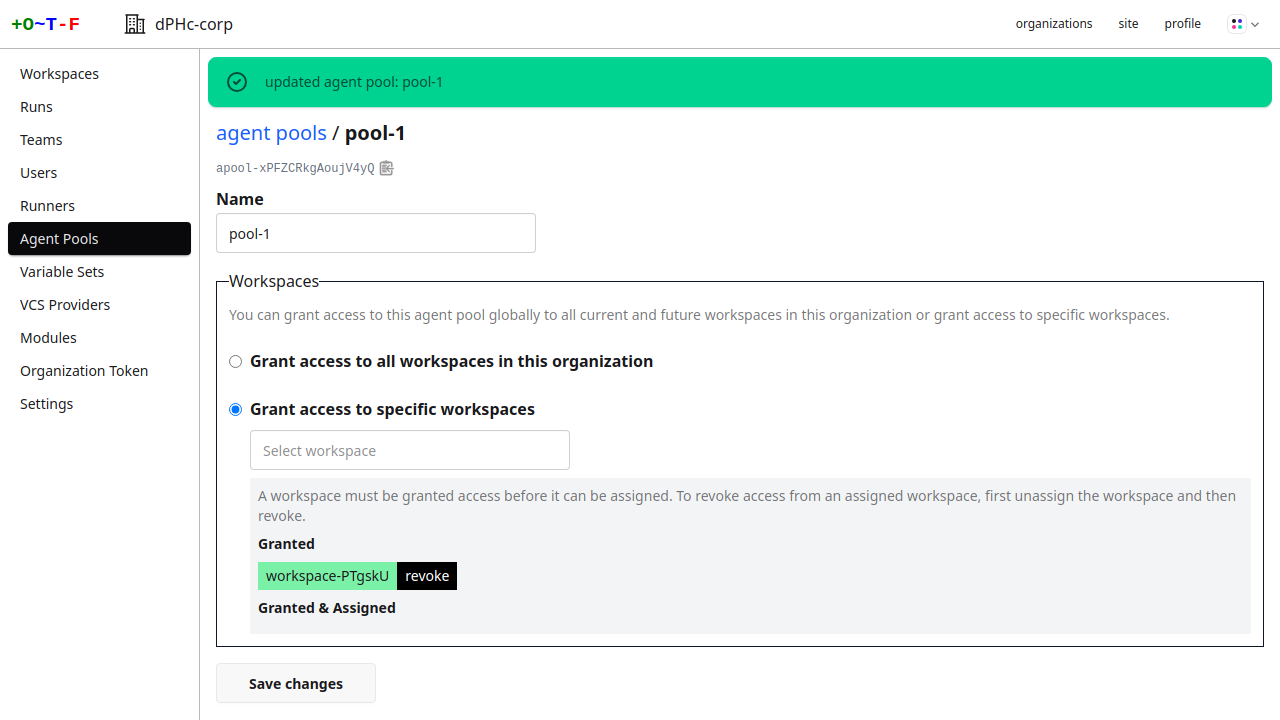 +O~T-F
dPHc-corp
organizations
site
profile
Workspaces
Runs
Teams
Users
Runners
Agent Pools
Variable Sets
VCS Providers
Modules
Organization Token
Settings
updated agent pool: pool-1
agent pools / pool-1
apool-xPFZCRkgAoujV4yQ
Name
pool-1
Workspaces
You can grant access to this agent pool globally to all current and future workspaces in this organization or grant access to specific workspaces.
Grant access to all workspaces in this organization
Grant access to specific workspaces
Select workspace
A workspace must be granted access before it can be assigned. To revoke access from an assigned workspace, first unassign the workspace and then
revoke.
Granted
workspace-PTgskU revoke
Granted & Assigned
Save changes